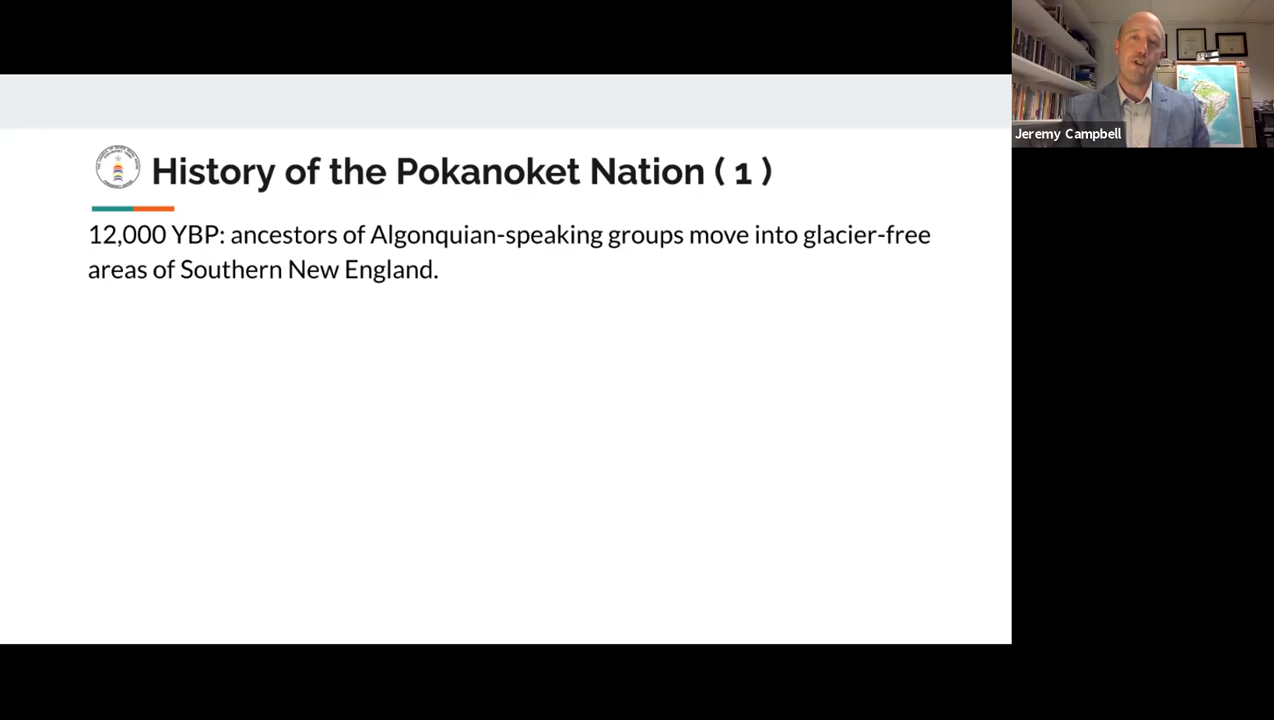 History of the Pokanoket Nation ( 1 )
12,000 YBP: ancestors of Algonquian-speaking groups move into glacier-free
areas of Southern New England.
Jeremy Campbell